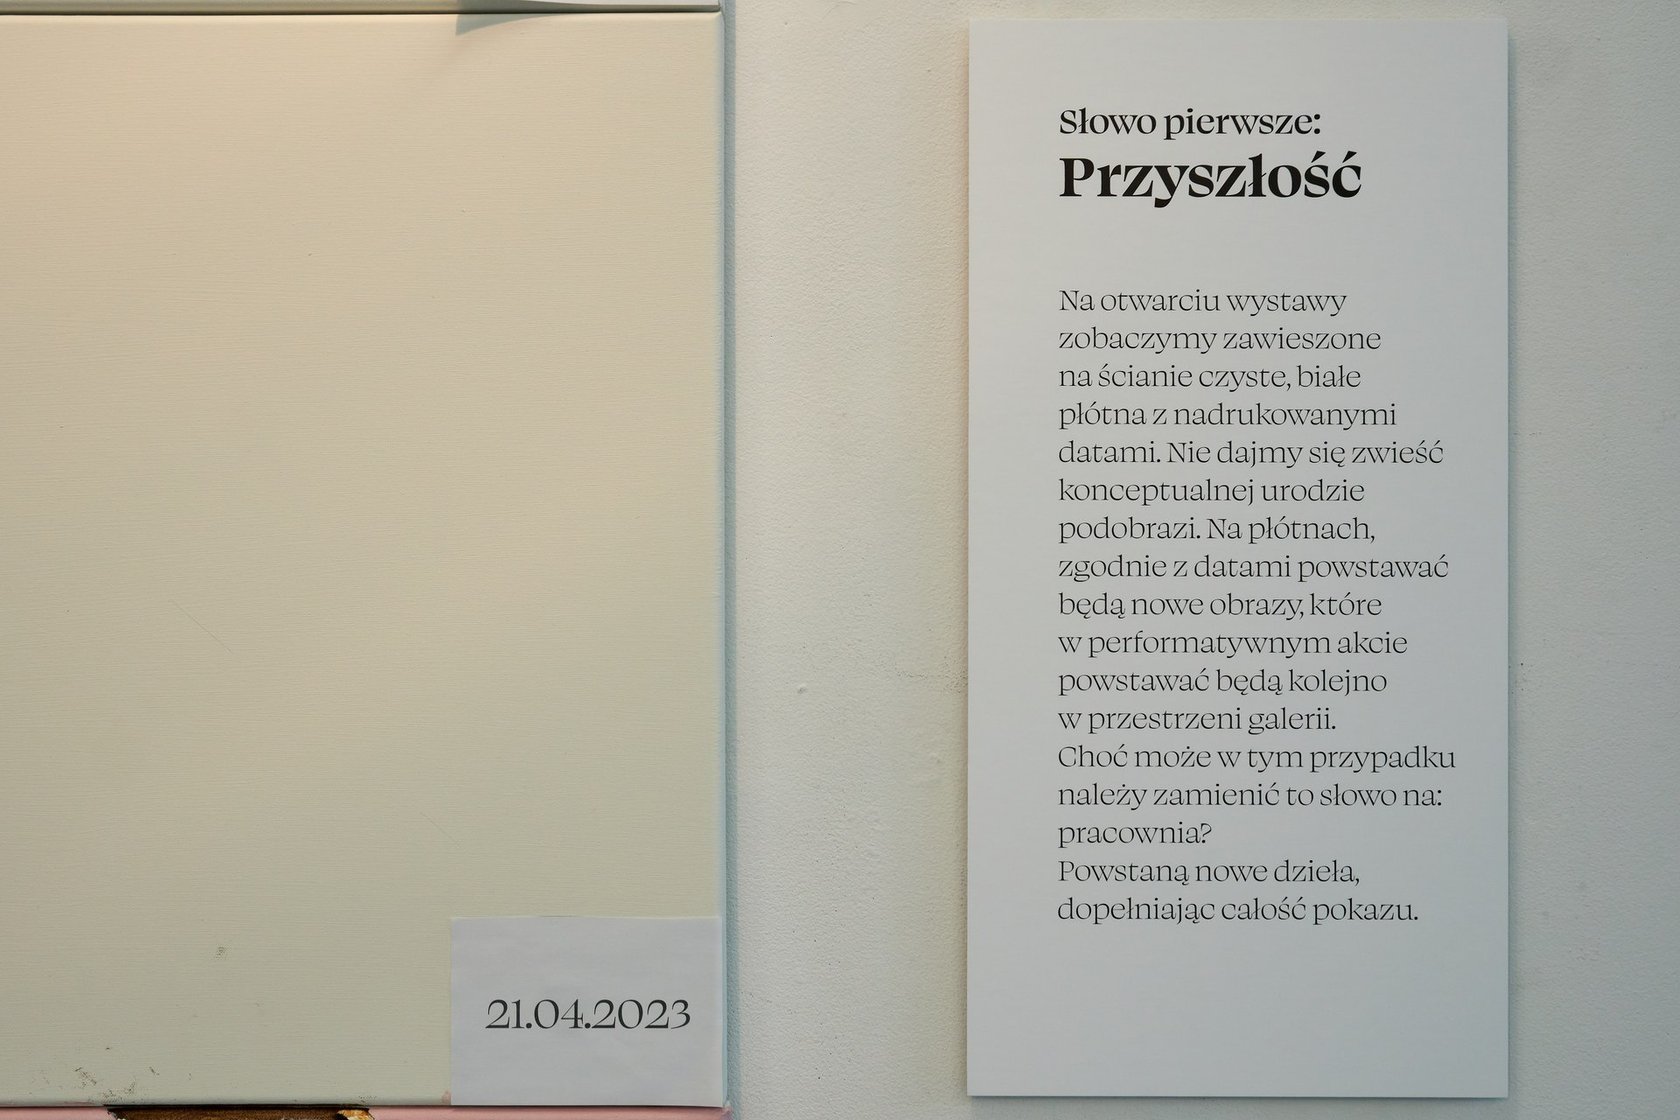 Słowo pierwsze:
Przyszłość
Na otwarciu wystawy
zobaczymy zawieszone
na ścianie czyste, białe
płótna z nadrukowanymi
datami. Nie dajmy się zwieść
konceptualnej urodzie
podobrazi. Na płótnach,
zgodnie z datami powstawać
będą nowe obrazy, które
w performatywnym akcie
powstawać będą kolejno
w przestrzeni galerii.
Choć może w tym przypadku
należy zamienić to słowo na:
pracownia?
Powstaną nowe dzieła,
dopełniając całość pokazu.
21.04.2023